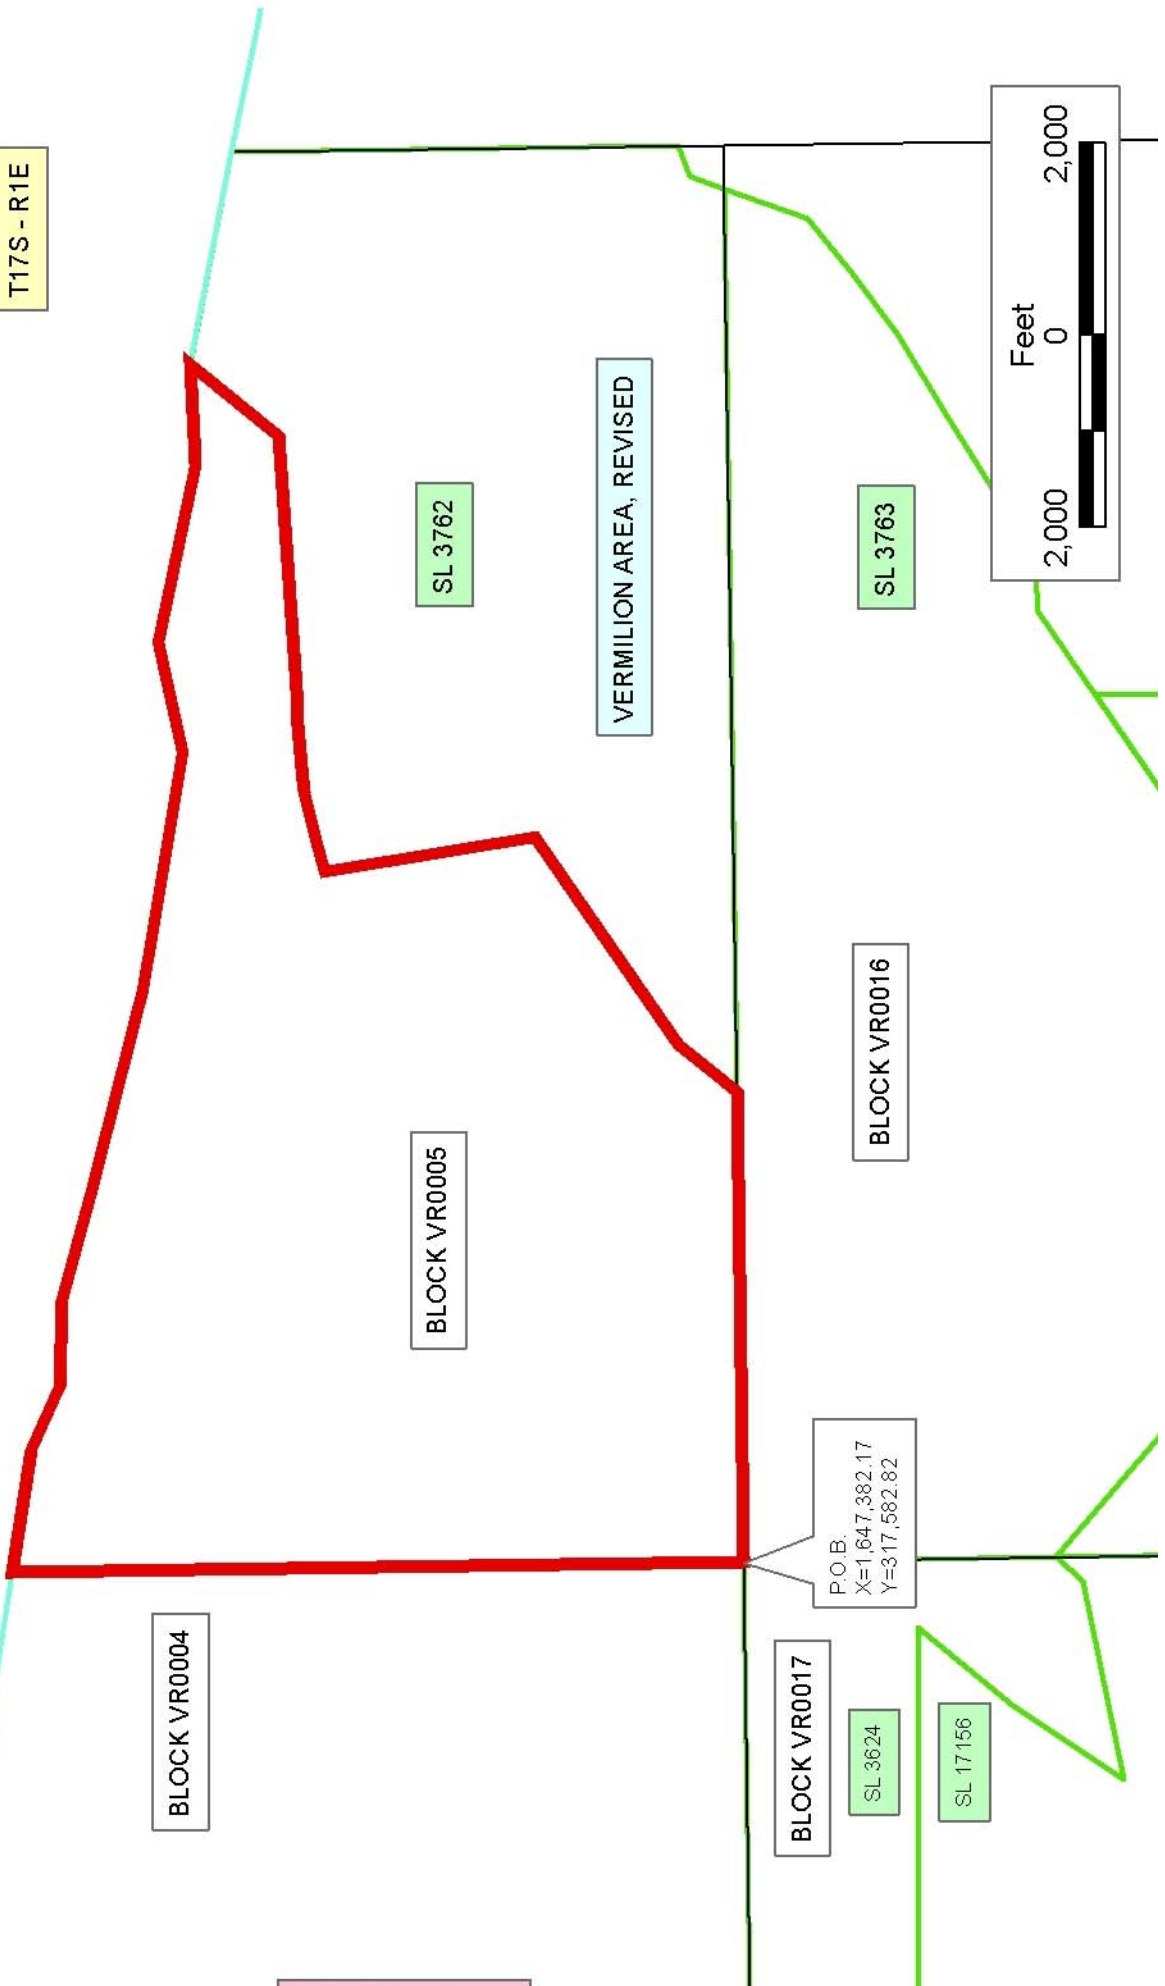 T17S - R1E
BLOCK VR0004
BLOCK VR0005
SL 3762
VERMILION AREA, REVISED
BLOCK VR0017
SL 3624
SL 17156
P.O.B.
X=1,647,382.17
Y=317,582.82
BLOCK VR0016
SL 3763
Feet
2,000 0 2,000